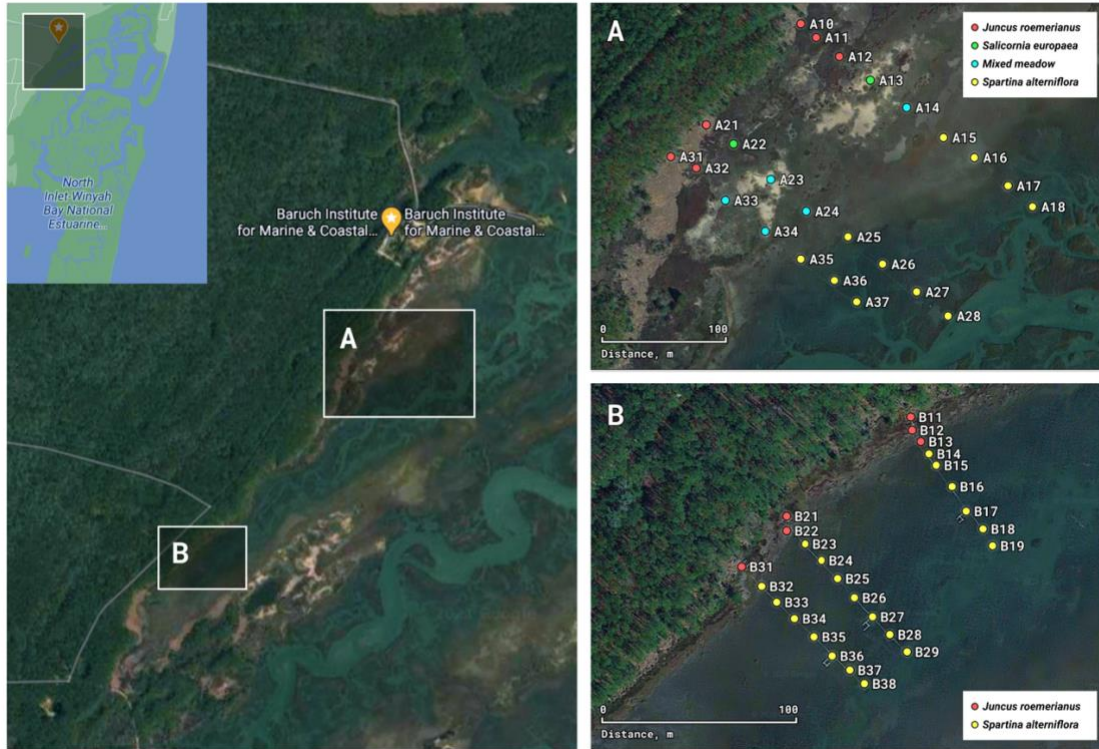 North
Inlet-Winyah
Bay National
Estuarine...
Baruch Institute
for Marine & Coastal...
Baruch Institute
for Marine & Coastal...
A
B
A
Juncus roemerianus
Salicornia europaea
Mixed meadow
Spartina alterniflora
A10
A11
A12
A13
A14
A15
A16
A17
A18
A21
A22
A23
A24
A25
A26
A27
A28
A31
A32
A33
A34
A35
A36
A37
0 100
Distance, m
B
B11
B12
B13
B14
B15
B16
B17
B18
B19
B21
B22
B23
B24
B25
B26
B27
B28
B29
B31
B32
B33
B34
B35
B36
B37
B38
0 100
Distance, m
Juncus roemerianus
Spartina alterniflora